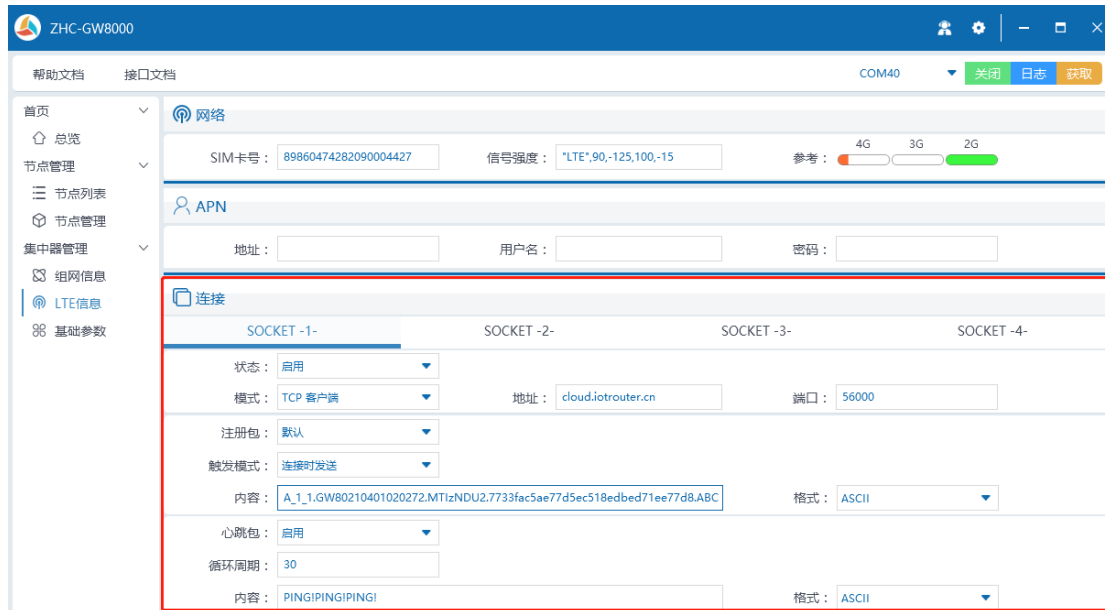 ZHC-GW8000
帮助文档 接口文档 COM40 关闭 日志 获取
首页
总览
节点管理
节点列表
节点管理
集中器管理
组网信息
LTE信息
基础参数
网络
SIM卡号： 89860474282090004427 信号强度： "LTE",90,-125,100,-15 参考： 4G 3G 2G
APN
地址： 用户名： 密码：
连接
SOCKET -1- SOCKET -2- SOCKET -3- SOCKET -4-
状态： 启用
模式： TCP 客户端 地址： cloud.iotrouter.cn 端口： 56000
注册包： 默认
触发模式： 连接时发送
内容： A_1_1.GW80210401020272.MTIzNDU2.7733fac5ae77d5ec518edbed71ee77d8.ABC 格式： ASCII
心跳包： 启用
循环周期： 30
内容： PING!PING!PING! 格式： ASCII